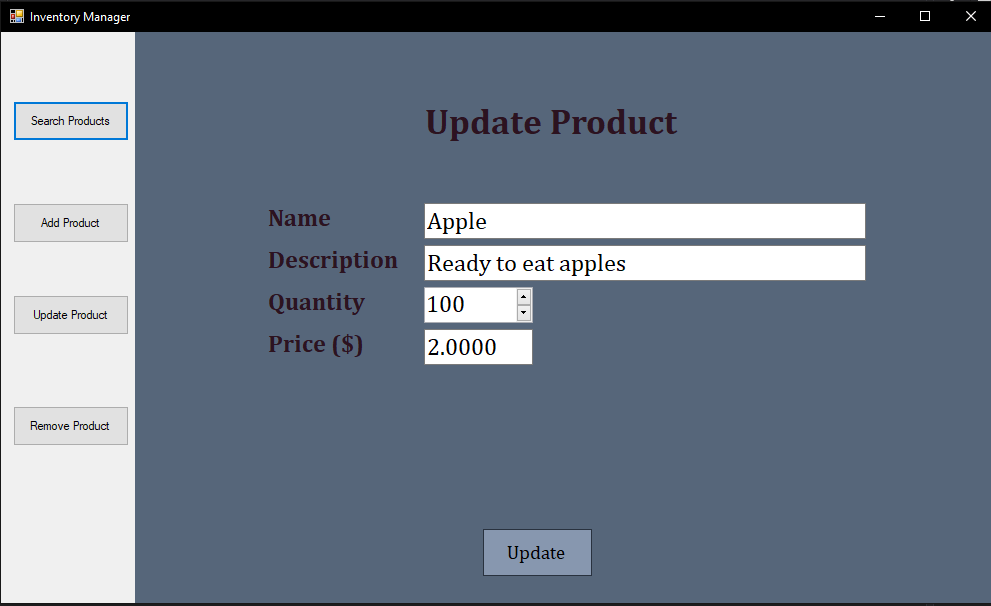 Inventory Manager
Search Products
Add Product
Update Product
Remove Product
Update Product
Name
Apple
Description
Ready to eat apples
Quantity
100
Price ($)
2.0000
Update